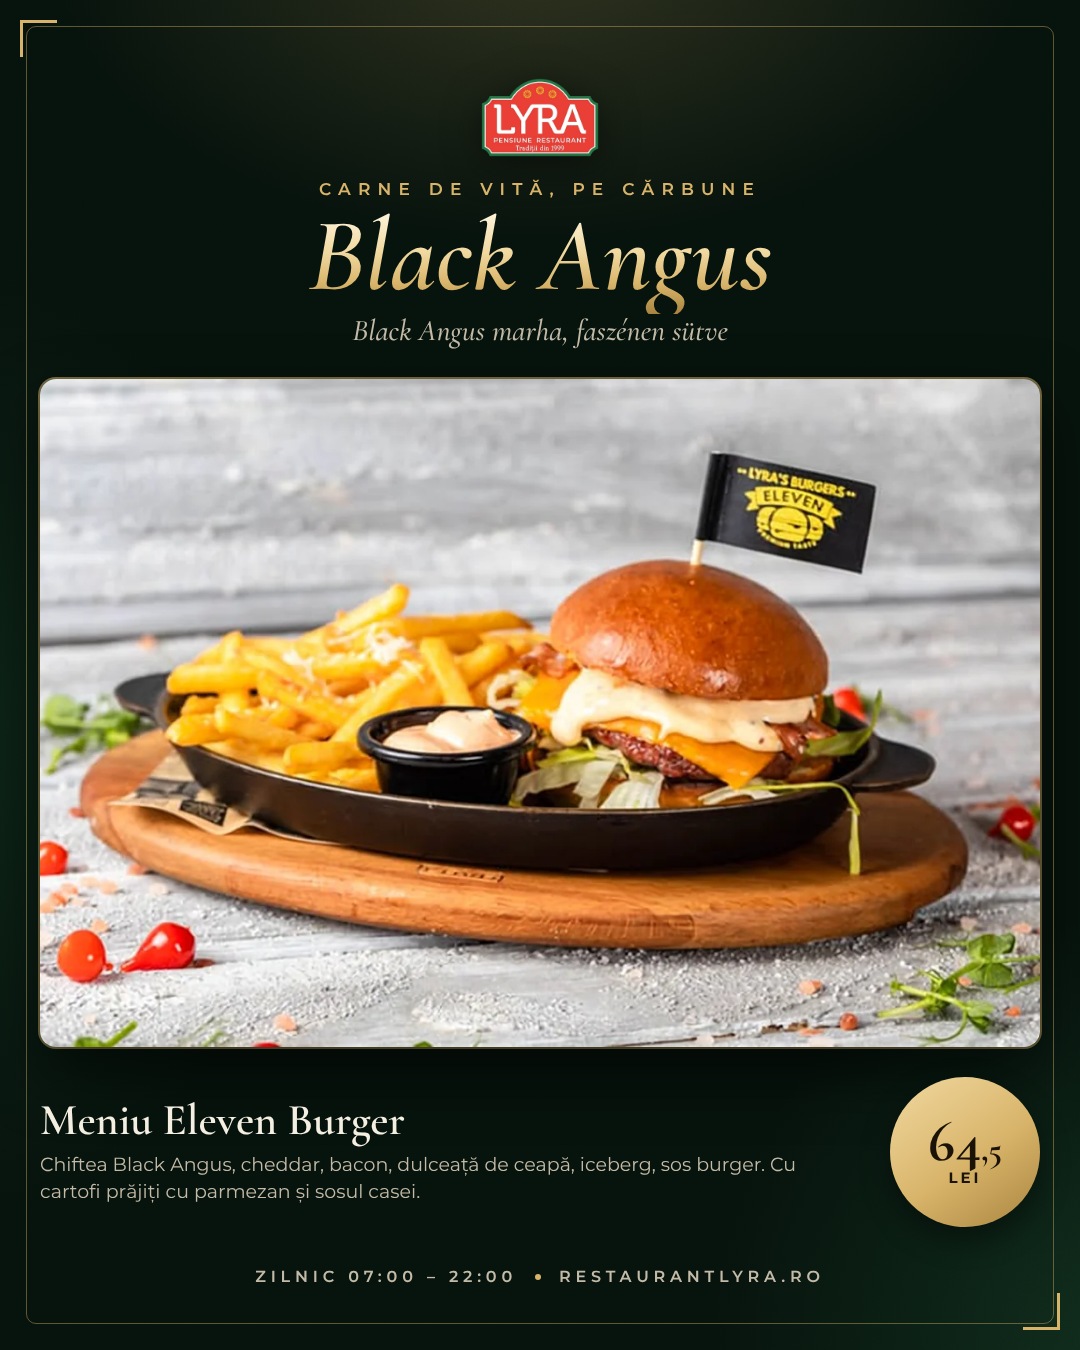 LYRA
PENSIUNE RESTAURANT
Tradiții din 1999
CARNE DE VITĂ, PE CĂRBUNE
Black Angus
Black Angus marha, faszénen sütve
LYRA'S BURGERS
ELEVEN
PREMIUM TASTE
Meniu Eleven Burger
Chiftea Black Angus, cheddar, bacon, dulceață de ceapă, iceberg, sos burger. Cu
cartofi prăjiți cu parmezan și sosul casei.
64,5
LEI
ZILNIC 07:00 – 22:00 • RESTAURANTLYRA.RO